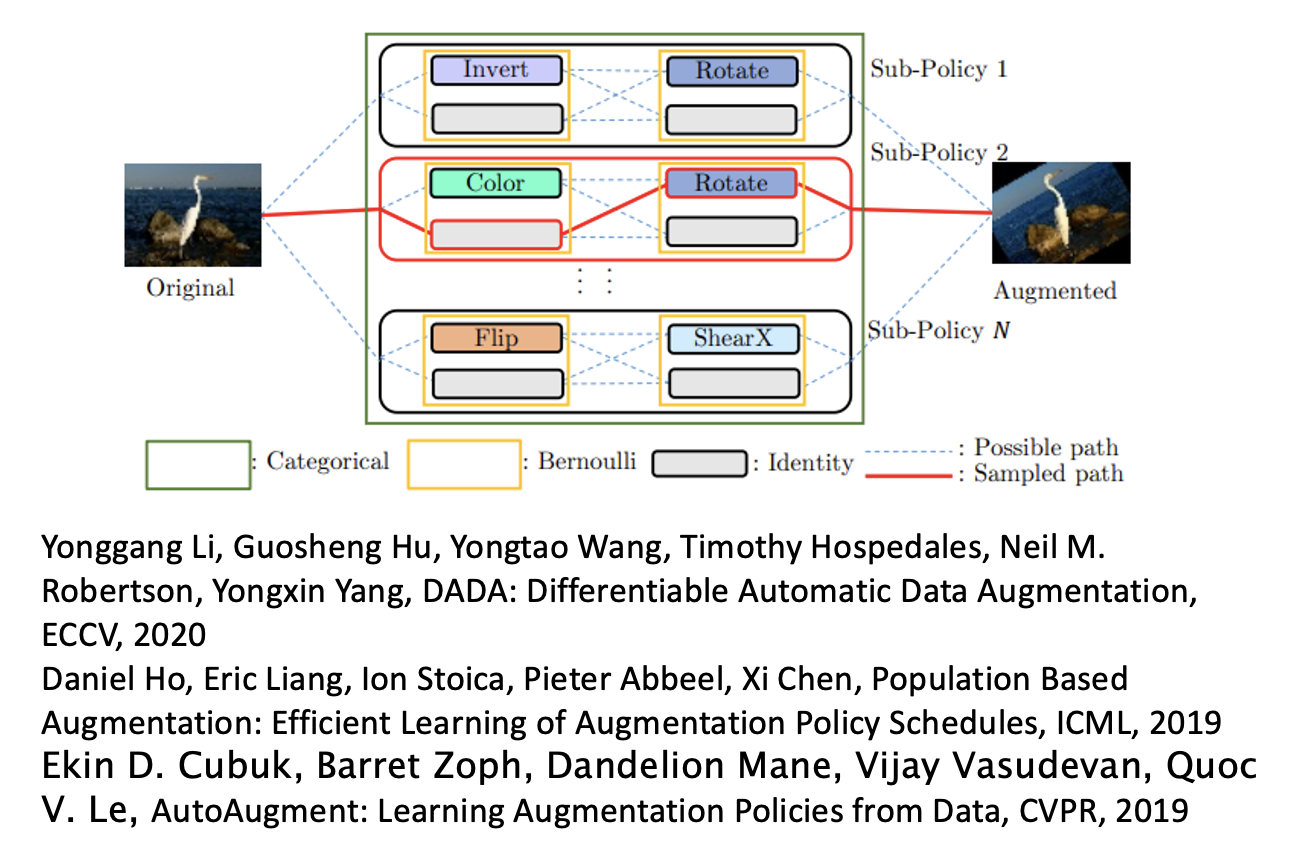 Invert
Rotate
Sub-Policy 1
Color
Rotate
Sub-Policy 2
Original
Augmented
Flip
ShearX
Sub-Policy N
: Categorical
: Bernoulli
: Identity
: Possible path
: Sampled path
Yonggang Li, Guosheng Hu, Yongtao Wang, Timothy Hospedales, Neil M.
Robertson, Yongxin Yang, DADA: Differentiable Automatic Data Augmentation,
ECCV, 2020
Daniel Ho, Eric Liang, Ion Stoica, Pieter Abbeel, Xi Chen, Population Based
Augmentation: Efficient Learning of Augmentation Policy Schedules, ICML, 2019
Ekin D. Cubuk, Barret Zoph, Dandelion Mane, Vijay Vasudevan, Quoc
V. Le, AutoAugment: Learning Augmentation Policies from Data, CVPR, 2019